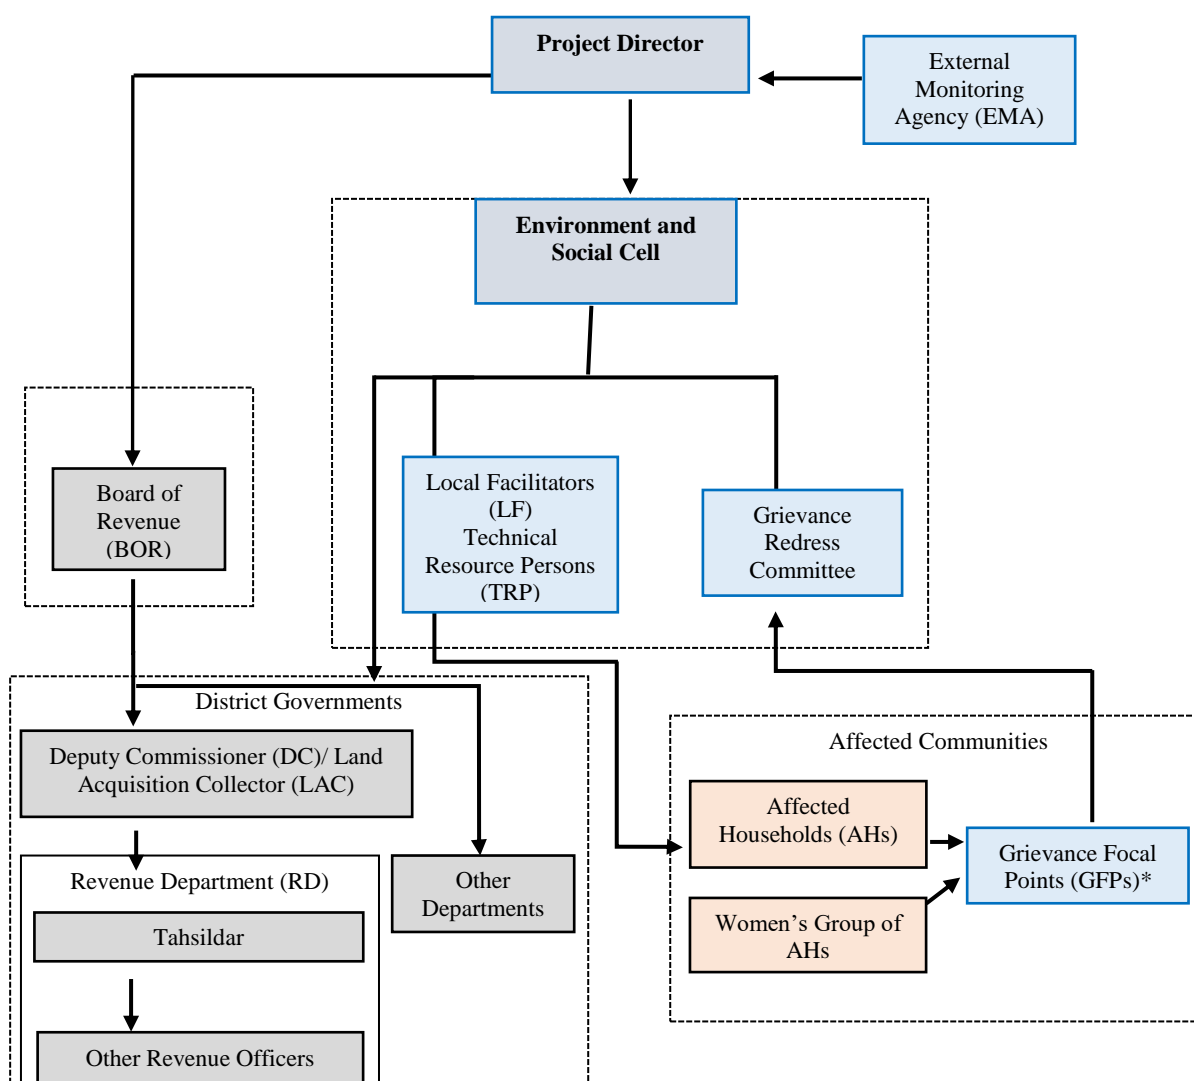 Project Director
External
Monitoring
Agency (EMA)
Environment and
Social Cell
Board of
Revenue
(BOR)
Local Facilitators
(LF)
Technical
Resource Persons
(TRP)
Grievance
Redress
Committee
District Governments
Deputy Commissioner (DC)/ Land
Acquisition Collector (LAC)
Revenue Department (RD)
Tahsildar
Other Revenue Officers
Other
Departments
Affected Communities
Affected
Households (AHs)
Women’s Group of
AHs
Grievance Focal
Points (GFPs)*